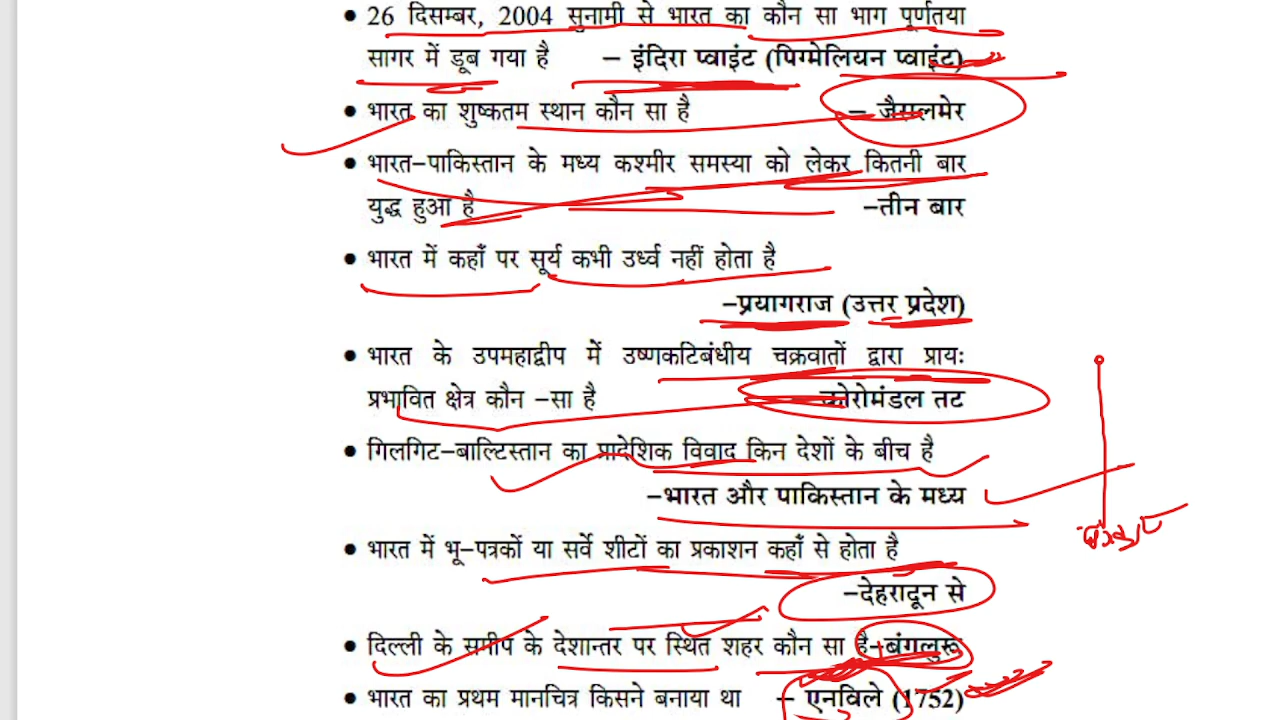 • 26 दिसम्बर, 2004 सुनामी से भारत का कौन सा भाग पूर्णतया
सागर में डूब गया है – इंदिरा प्वाइंट (पिग्मेलियन प्वाइंट)
• भारत का शुष्कतम स्थान कौन सा है – जैसलमेर
• भारत–पाकिस्तान के मध्य कश्मीर समस्या को लेकर कितनी बार
युद्ध हुआ है –तीन बार
• भारत में कहाँ पर सूर्य कभी उर्ध्व नहीं होता है
–प्रयागराज (उत्तर प्रदेश)
• भारत के उपमहाद्वीप में उष्णकटिबंधीय चक्रवातों द्वारा प्रायः
प्रभावित क्षेत्र कौन –सा है – कोरोमंडल तट
• गिलगिट–बाल्टिस्तान का प्रादेशिक विवाद किन देशों के बीच है
–भारत और पाकिस्तान के मध्य
• भारत में भू–पत्रकों या सर्वे शीटों का प्रकाशन कहाँ से होता है
–देहरादून से
• दिल्ली के समीप के देशान्तर पर स्थित शहर कौन सा है–बंगलुरू
• भारत का प्रथम मानचित्र किसने बनाया था – एनविले (1752)